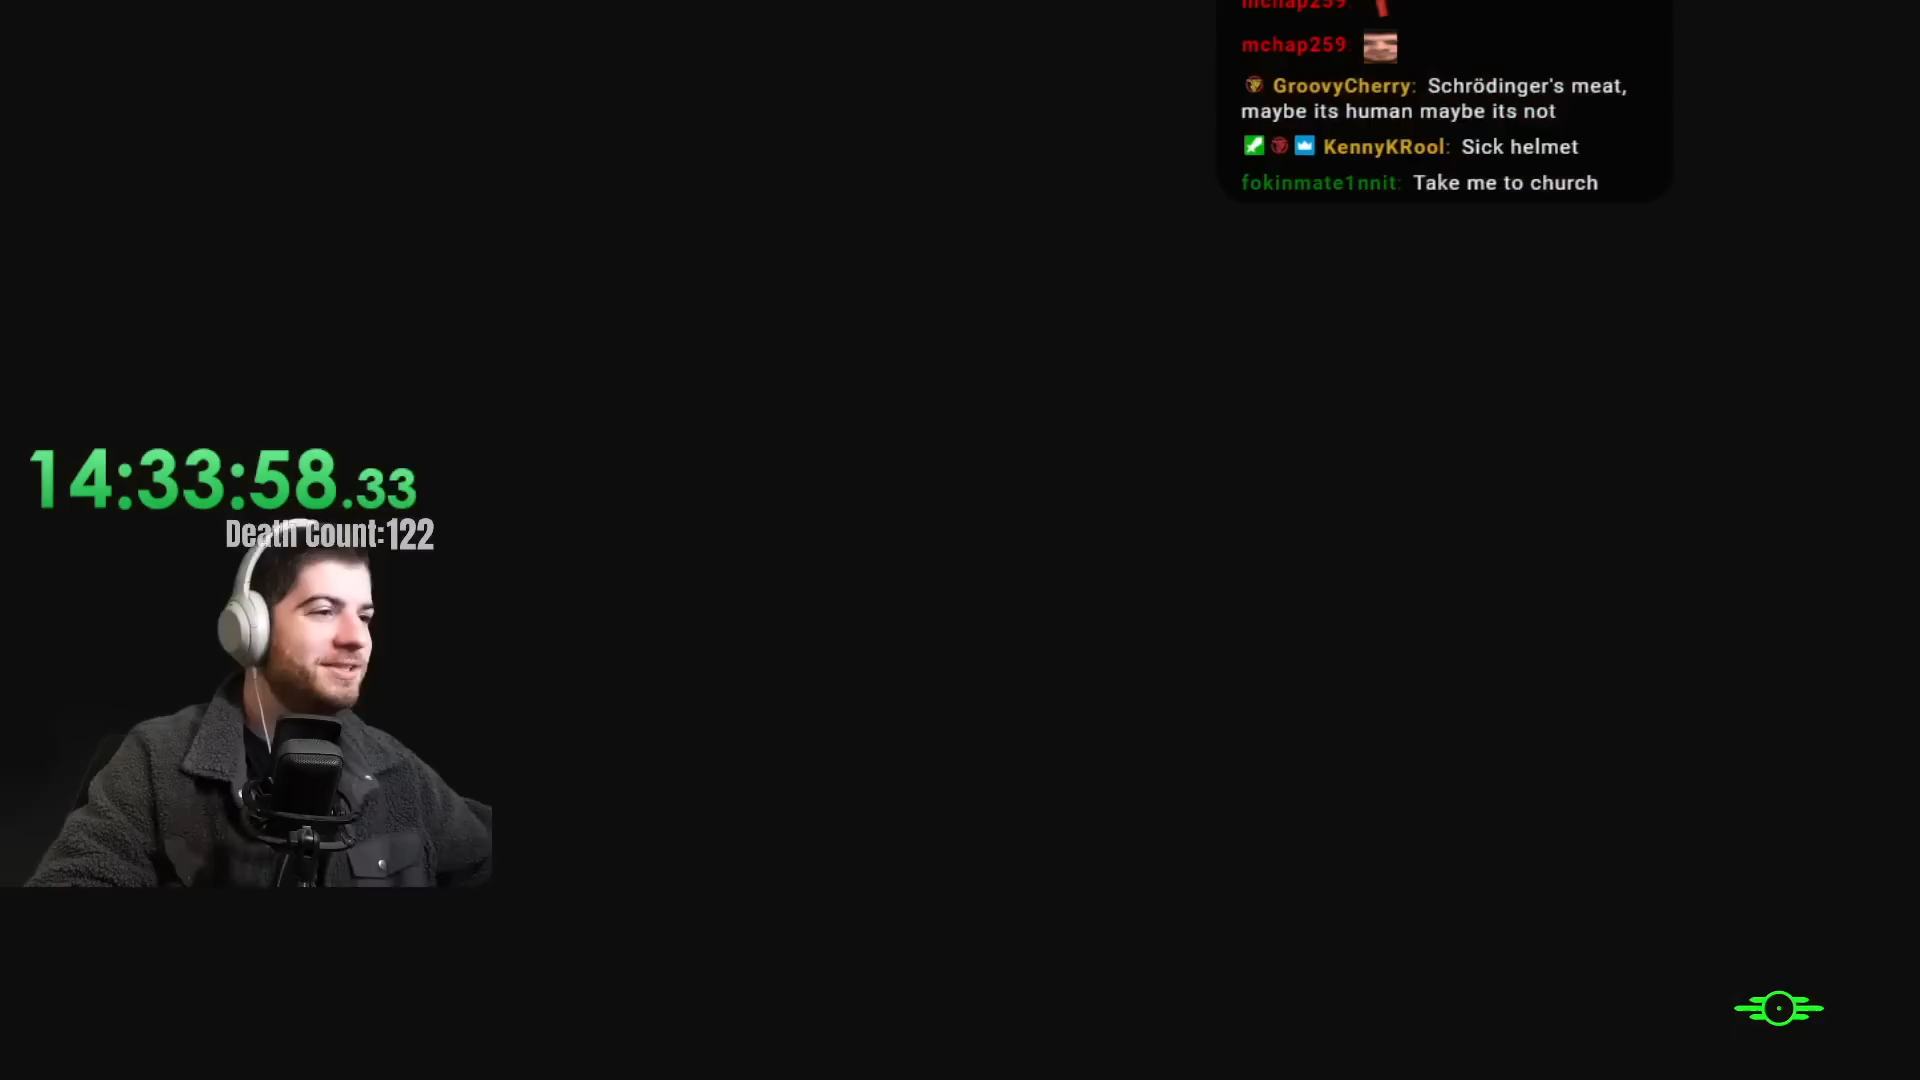 mchap259:
mchap259:
GroovyCherry: Schrödinger's meat,
maybe its human maybe its not
KennyKRool: Sick helmet
fokinmate1nnit: Take me to church
14:33:58.33
Death Count:122